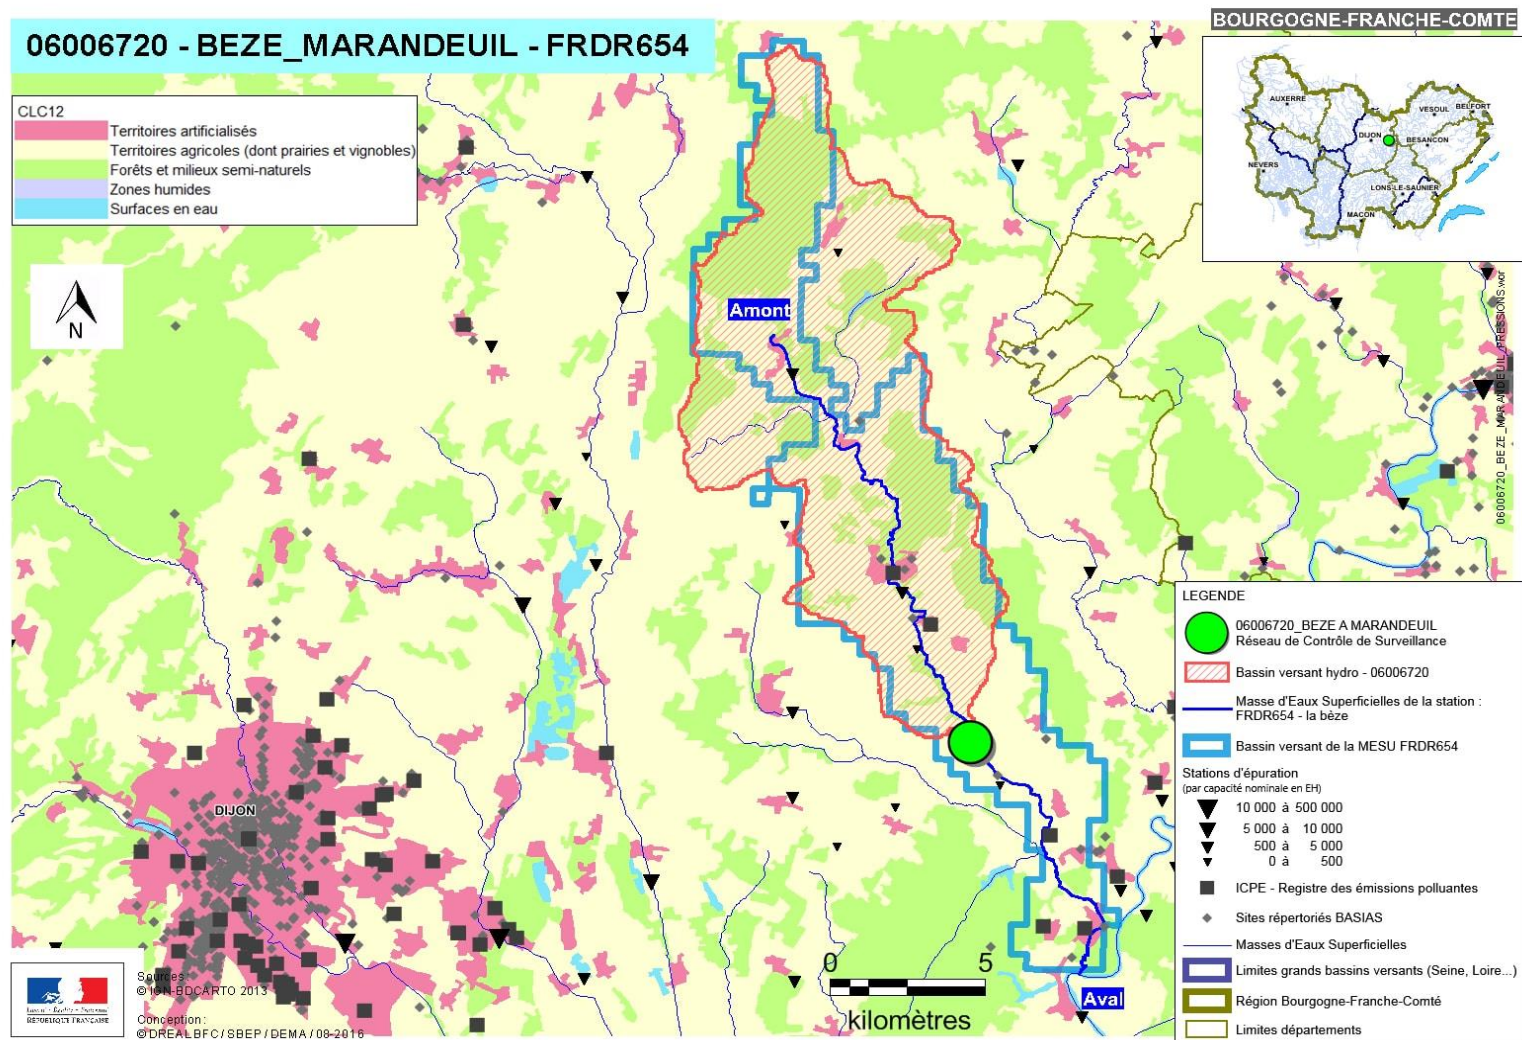 BOURGOGNE-FRANCHE-COMTE
06006720 - BEZE_MARANDEUIL - FRDR654
CLC12
Territoires artificialisés
Territoires agricoles (dont prairies et vignobles)
Forêts et milieux semi-naturels
Zones humides
Surfaces en eau
N
AUXERRE
VESOUL
BELFORT
DIJON
BESANCON
NEVERS
LONS-LE-SAUNIER
MACON
06006720_BEZE_MARANDEUIL_PRESSIONS.wor
Amont
DIJON
Aval
0 5
kilomètres
LEGENDE
06006720_BEZE A MARANDEUIL
Réseau de Contrôle de Surveillance
Bassin versant hydro - 06006720
Masse d'Eaux Superficielles de la station :
FRDR654 - la bèze
Bassin versant de la MESU FRDR654
Stations d'épuration
(par capacité nominale en EH)
10 000 à 500 000
5 000 à 10 000
500 à 5 000
0 à 500
ICPE - Registre des émissions polluantes
Sites répertoriés BASIAS
Masses d'Eaux Superficielles
Limites grands bassins versants (Seine, Loire...)
Région Bourgogne-Franche-Comté
Limites départements
Liberté • Égalité • Fraternité
RÉPUBLIQUE FRANÇAISE
Sources :
© IGN-BDCARTO 2013
Conception :
© DREAL BFC / SBEP / DEMA / 08-2016